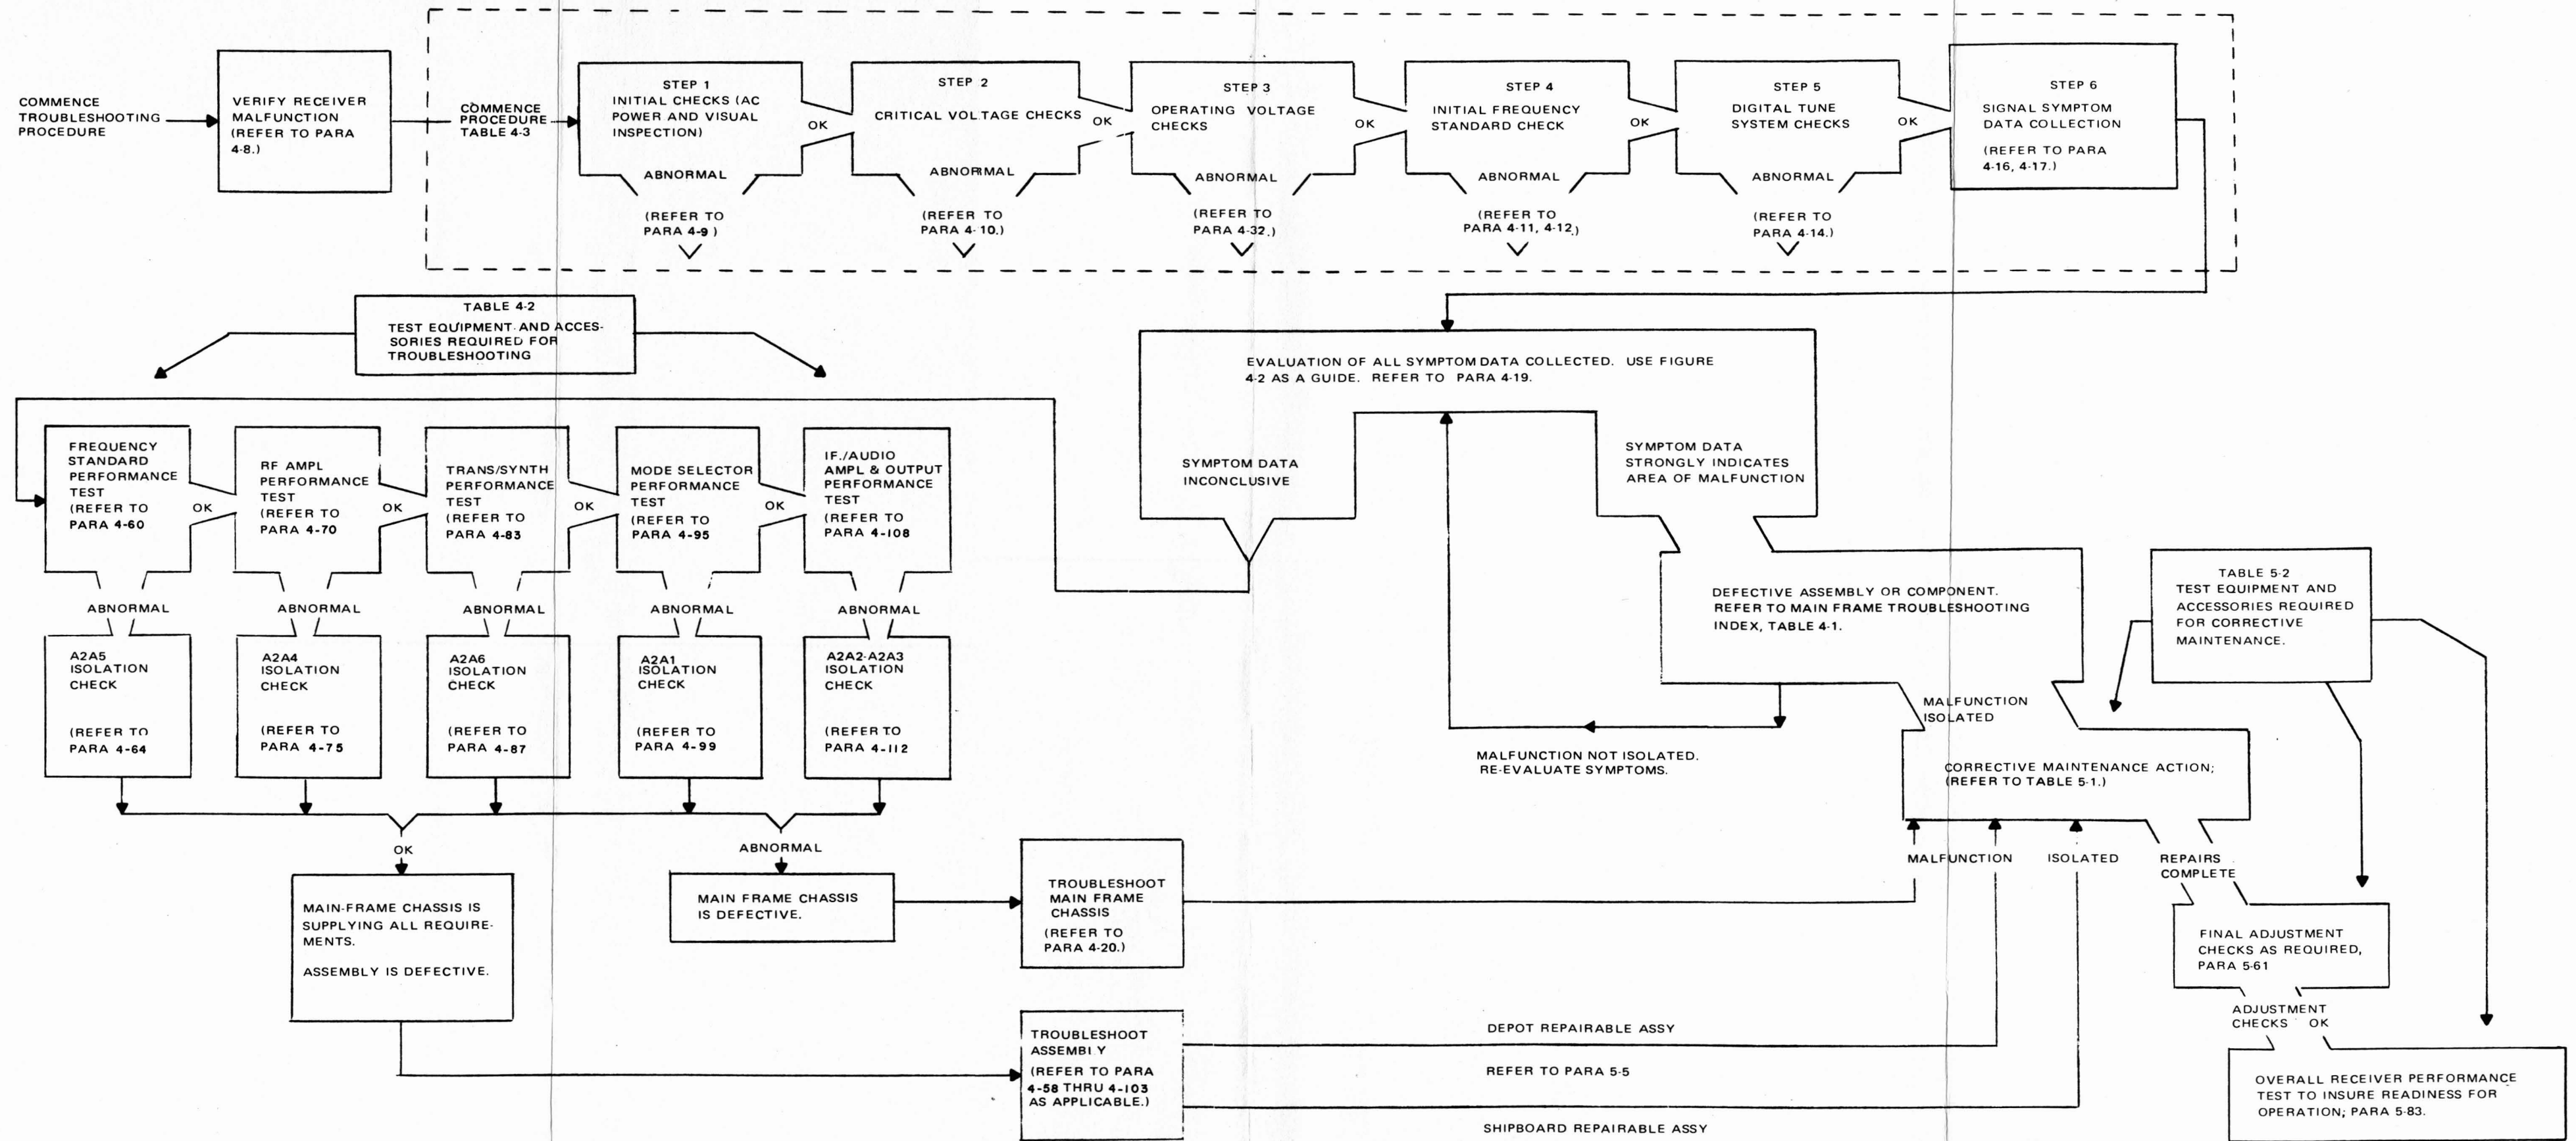 COMMENCE
TROUBLESHOOTING
PROCEDURE
VERIFY RECEIVER
MALFUNCTION
(REFER TO PARA
4-8.)
COMMENCE
PROCEDURE
TABLE 4-3
STEP 1
INITIAL CHECKS (AC
POWER AND VISUAL
INSPECTION)
OK
ABNORMAL
(REFER TO
PARA 4-9 )
STEP 2
CRITICAL VOLTAGE CHECKS
OK
ABNORMAL
(REFER TO
PARA 4-10.)
STEP 3
OPERATING VOLTAGE
CHECKS
OK
ABNORMAL
(REFER TO
PARA 4-32.)
STEP 4
INITIAL FREQUENCY
STANDARD CHECK
OK
ABNORMAL
(REFER TO
PARA 4-11, 4-12.)
STEP 5
DIGITAL TUNE
SYSTEM CHECKS
OK
ABNORMAL
(REFER TO
PARA 4-14.)
STEP 6
SIGNAL SYMPTOM
DATA COLLECTION
(REFER TO PARA
4-16, 4-17.)
TABLE 4-2
TEST EQUIPMENT AND ACCES-
SORIES REQUIRED FOR
TROUBLESHOOTING
EVALUATION OF ALL SYMPTOM DATA COLLECTED. USE FIGURE
4-2 AS A GUIDE. REFER TO PARA 4-19.
SYMPTOM DATA
INCONCLUSIVE
SYMPTOM DATA
STRONGLY INDICATES
AREA OF MALFUNCTION
FREQUENCY
STANDARD
PERFORMANCE
TEST
(REFER TO
PARA 4-60
OK
RF AMPL
PERFORMANCE
TEST
(REFER TO
PARA 4-70
OK
TRANS/SYNTH
PERFORMANCE
TEST
(REFER TO
PARA 4-83
OK
MODE SELECTOR
PERFORMANCE
TEST
(REFER TO
PARA 4-95
OK
IF./AUDIO
AMPL & OUTPUT
PERFORMANCE
TEST
(REFER TO
PARA 4-108
ABNORMAL
ABNORMAL
ABNORMAL
ABNORMAL
ABNORMAL
A2A5
ISOLATION
CHECK
(REFER TO
PARA 4-64
A2A4
ISOLATION
CHECK
(REFER TO
PARA 4-75
A2A6
ISOLATION
CHECK
(REFER TO
PARA 4-87
A2A1
ISOLATION
CHECK
(REFER TO
PARA 4-99
A2A2-A2A3
ISOLATION
CHECK
(REFER TO
PARA 4-112
DEFECTIVE ASSEMBLY OR COMPONENT.
REFER TO MAIN FRAME TROUBLESHOOTING
INDEX, TABLE 4-1.
TABLE 5-2
TEST EQUIPMENT AND
ACCESSORIES REQUIRED
FOR CORRECTIVE
MAINTENANCE.
MALFUNCTION
ISOLATED
MALFUNCTION NOT ISOLATED.
RE-EVALUATE SYMPTOMS.
CORRECTIVE MAINTENANCE ACTION;
(REFER TO TABLE 5-1.)
OK
ABNORMAL
MAIN-FRAME CHASSIS IS
SUPPLYING ALL REQUIRE-
MENTS.
ASSEMBLY IS DEFECTIVE.
MAIN FRAME CHASSIS
IS DEFECTIVE.
TROUBLESHOOT
MAIN FRAME
CHASSIS
(REFER TO
PARA 4-20.)
MALFUNCTION ISOLATED
REPAIRS
COMPLETE
FINAL ADJUSTMENT
CHECKS AS REQUIRED,
PARA 5-61
ADJUSTMENT
CHECKS OK
TROUBLESHOOT
ASSEMBLY
(REFER TO PARA
4-58 THRU 4-103
AS APPLICABLE.)
DEPOT REPAIRABLE ASSY
REFER TO PARA 5-5
SHIPBOARD REPAIRABLE ASSY
OVERALL RECEIVER PERFORMANCE
TEST TO INSURE READINESS FOR
OPERATION; PARA 5-83.